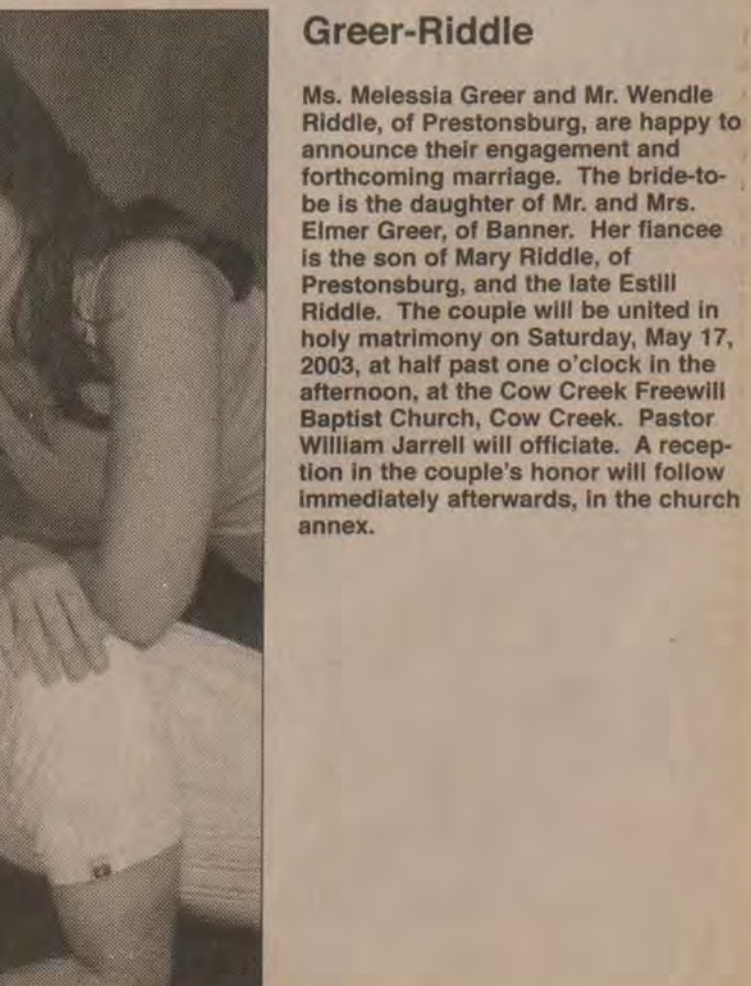 Greer-Riddle
Ms. Melessia Greer and Mr. Wendle
Riddle, of Prestonsburg, are happy to
announce their engagement and
forthcoming marriage. The bride-to-
be is the daughter of Mr. and Mrs.
Elmer Greer, of Banner. Her fiancee
is the son of Mary Riddle, of
Prestonsburg, and the late Estill
Riddle. The couple will be united in
holy matrimony on Saturday, May 17,
2003, at half past one o'clock in the
afternoon, at the Cow Creek Freewill
Baptist Church, Cow Creek. Pastor
William Jarrell will officiate. A recep-
tion in the couple's honor will follow
immediately afterwards, in the church
annex.